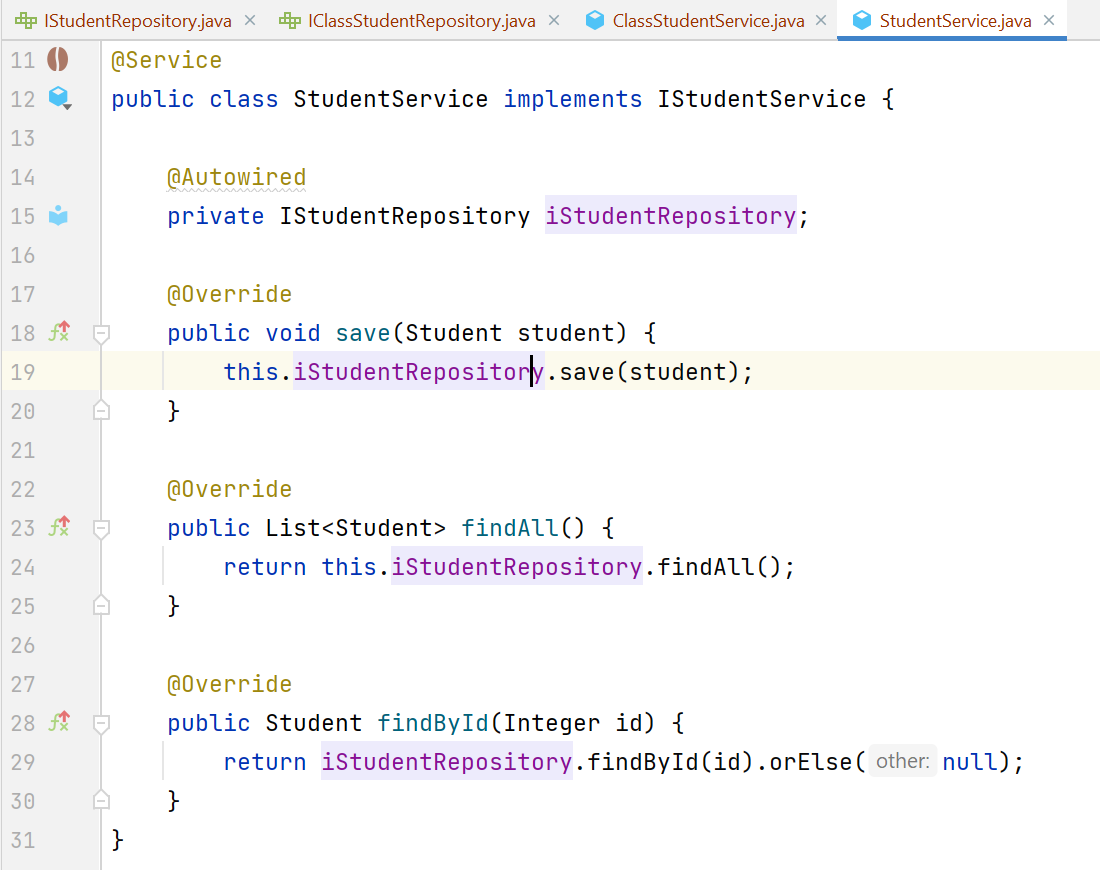 IStudentRepository.java IClassStudentRepository.java ClassStudentService.java StudentService.java
11 @Service
12 public class StudentService implements IStudentService {
13
14 @Autowired
15 private IStudentRepository iStudentRepository;
16
17 @Override
18 public void save(Student student) {
19 this.iStudentRepository.save(student);
20 }
21
22 @Override
23 public List<Student> findAll() {
24 return this.iStudentRepository.findAll();
25 }
26
27 @Override
28 public Student findById(Integer id) {
29 return iStudentRepository.findById(id).orElse( other: null);
30 }
31 }